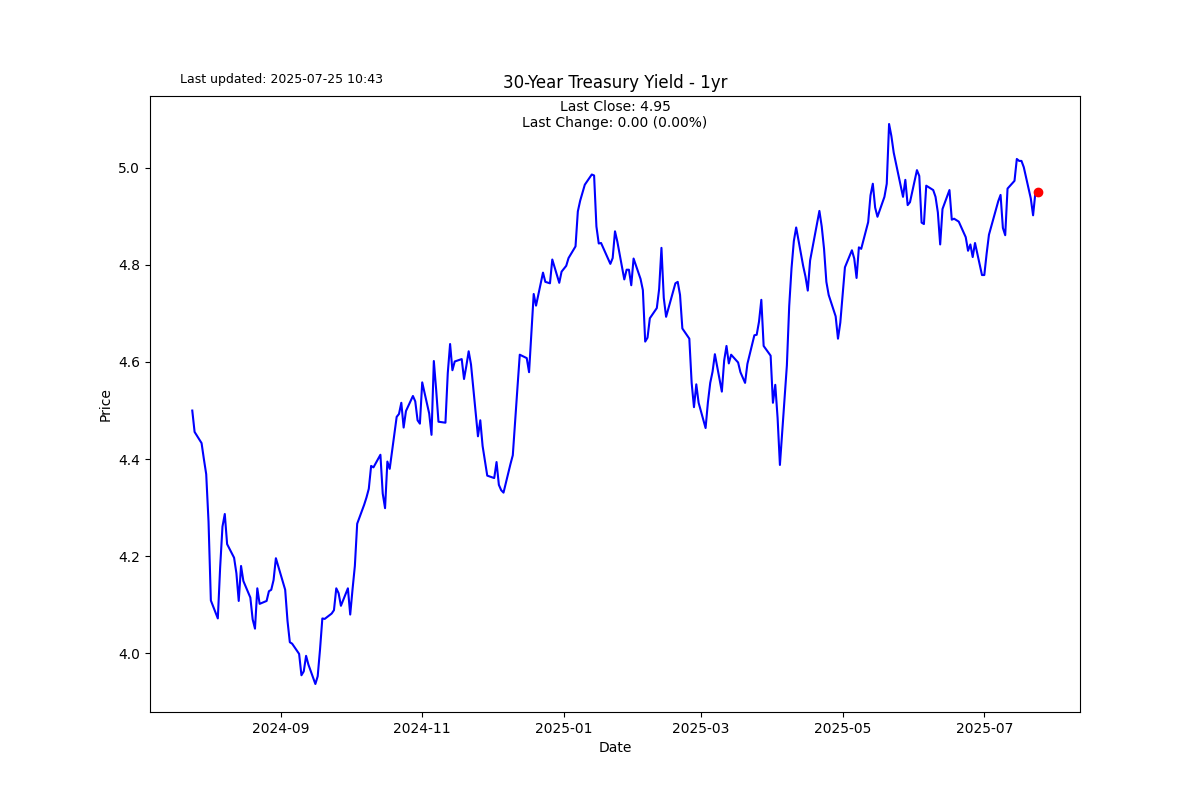 Last updated: 2025-07-25 10:43
30-Year Treasury Yield - 1yr
Last Close: 4.95
Last Change: 0.00 (0.00%)
Price
5.0
4.8
4.6
4.4
4.2
4.0
2024-09
2024-11
2025-01
2025-03
2025-05
2025-07
Date